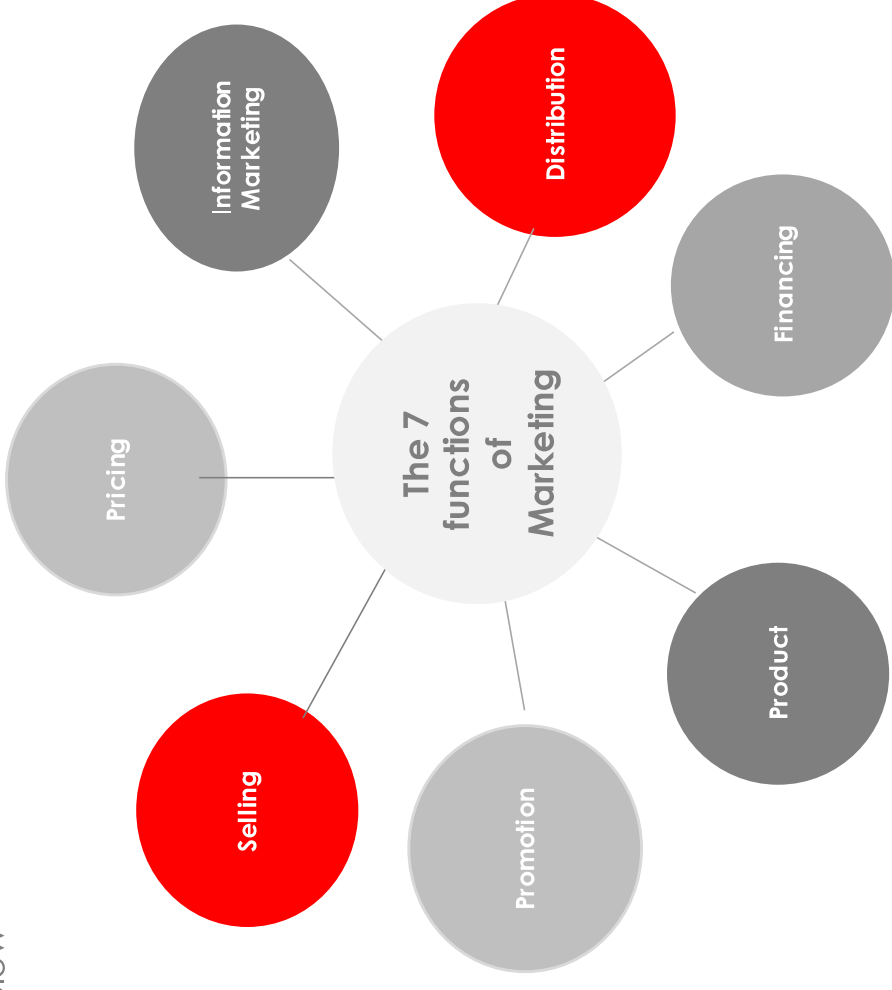 Pricing
Selling
Information
Marketing
The 7
functions
of
Marketing
Promotion
Distribution
Product
Financing